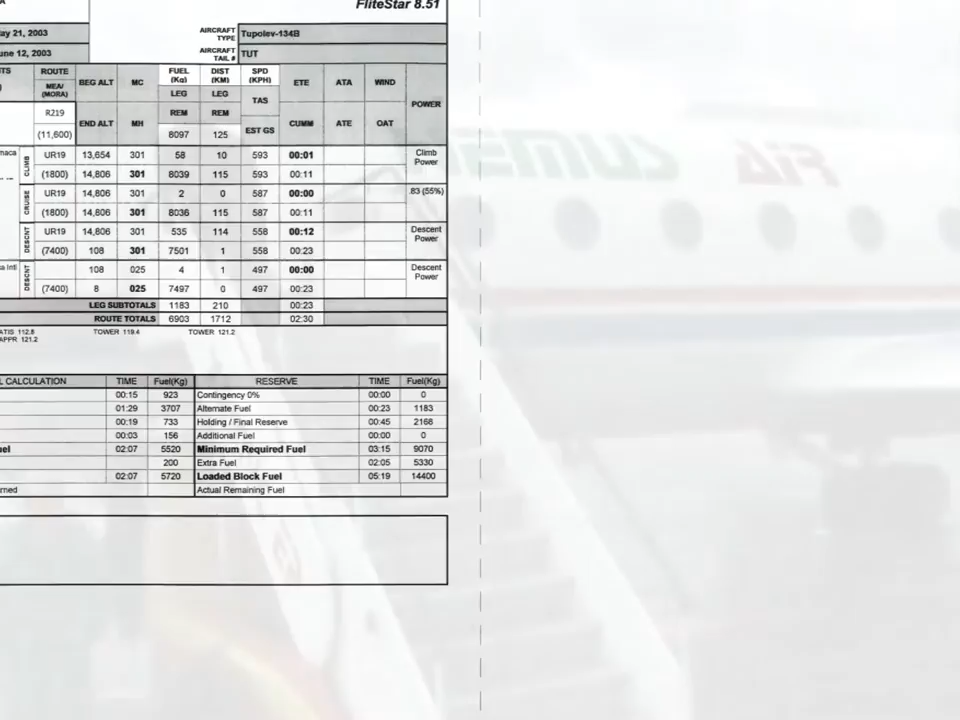 FliteStar 8.51
ay 21, 2003 AIRCRAFT TYPE Tupolev-134B
une 12, 2003 AIRCRAFT TAIL # TUT
TS ROUTE BEG ALT MC FUEL (Kg) DIST (KM) SPD (KPH) ETE ATA WIND POWER
) MEA/ (MORA) LEG LEG TAS
R219 END ALT MH REM REM EST GS CUMM ATE OAT
(11,600) 8097 125
maca CLIMB UR19 13,654 301 58 10 593 00:01 Climb Power
(1800) 14,806 301 8039 115 593 00:11
CRUISE UR19 14,806 301 2 0 587 00:00 .83 (55%)
(1800) 14,806 301 8036 115 587 00:11
DESCNT UR19 14,806 301 535 114 558 00:12 Descent Power
(7400) 108 301 7501 1 558 00:23
a Intl DESCNT 108 025 4 1 497 00:00 Descent Power
(7400) 8 025 7497 0 497 00:23
LEG SUBTOTALS 1183 210 00:23
ROUTE TOTALS 6903 1712 02:30
ATIS 112.8 TOWER 119.4 TOWER 121.2
APPR 121.2
L CALCULATION TIME Fuel(Kg) RESERVE TIME Fuel(Kg)
00:15 923 Contingency 0% 00:00 0
01:29 3707 Alternate Fuel 00:23 1183
00:19 733 Holding / Final Reserve 00:45 2168
00:03 156 Additional Fuel 00:00 0
uel 02:07 5520 Minimum Required Fuel 03:15 9070
200 Extra Fuel 02:05 5330
02:07 5720 Loaded Block Fuel 05:19 14400
rned Actual Remaining Fuel